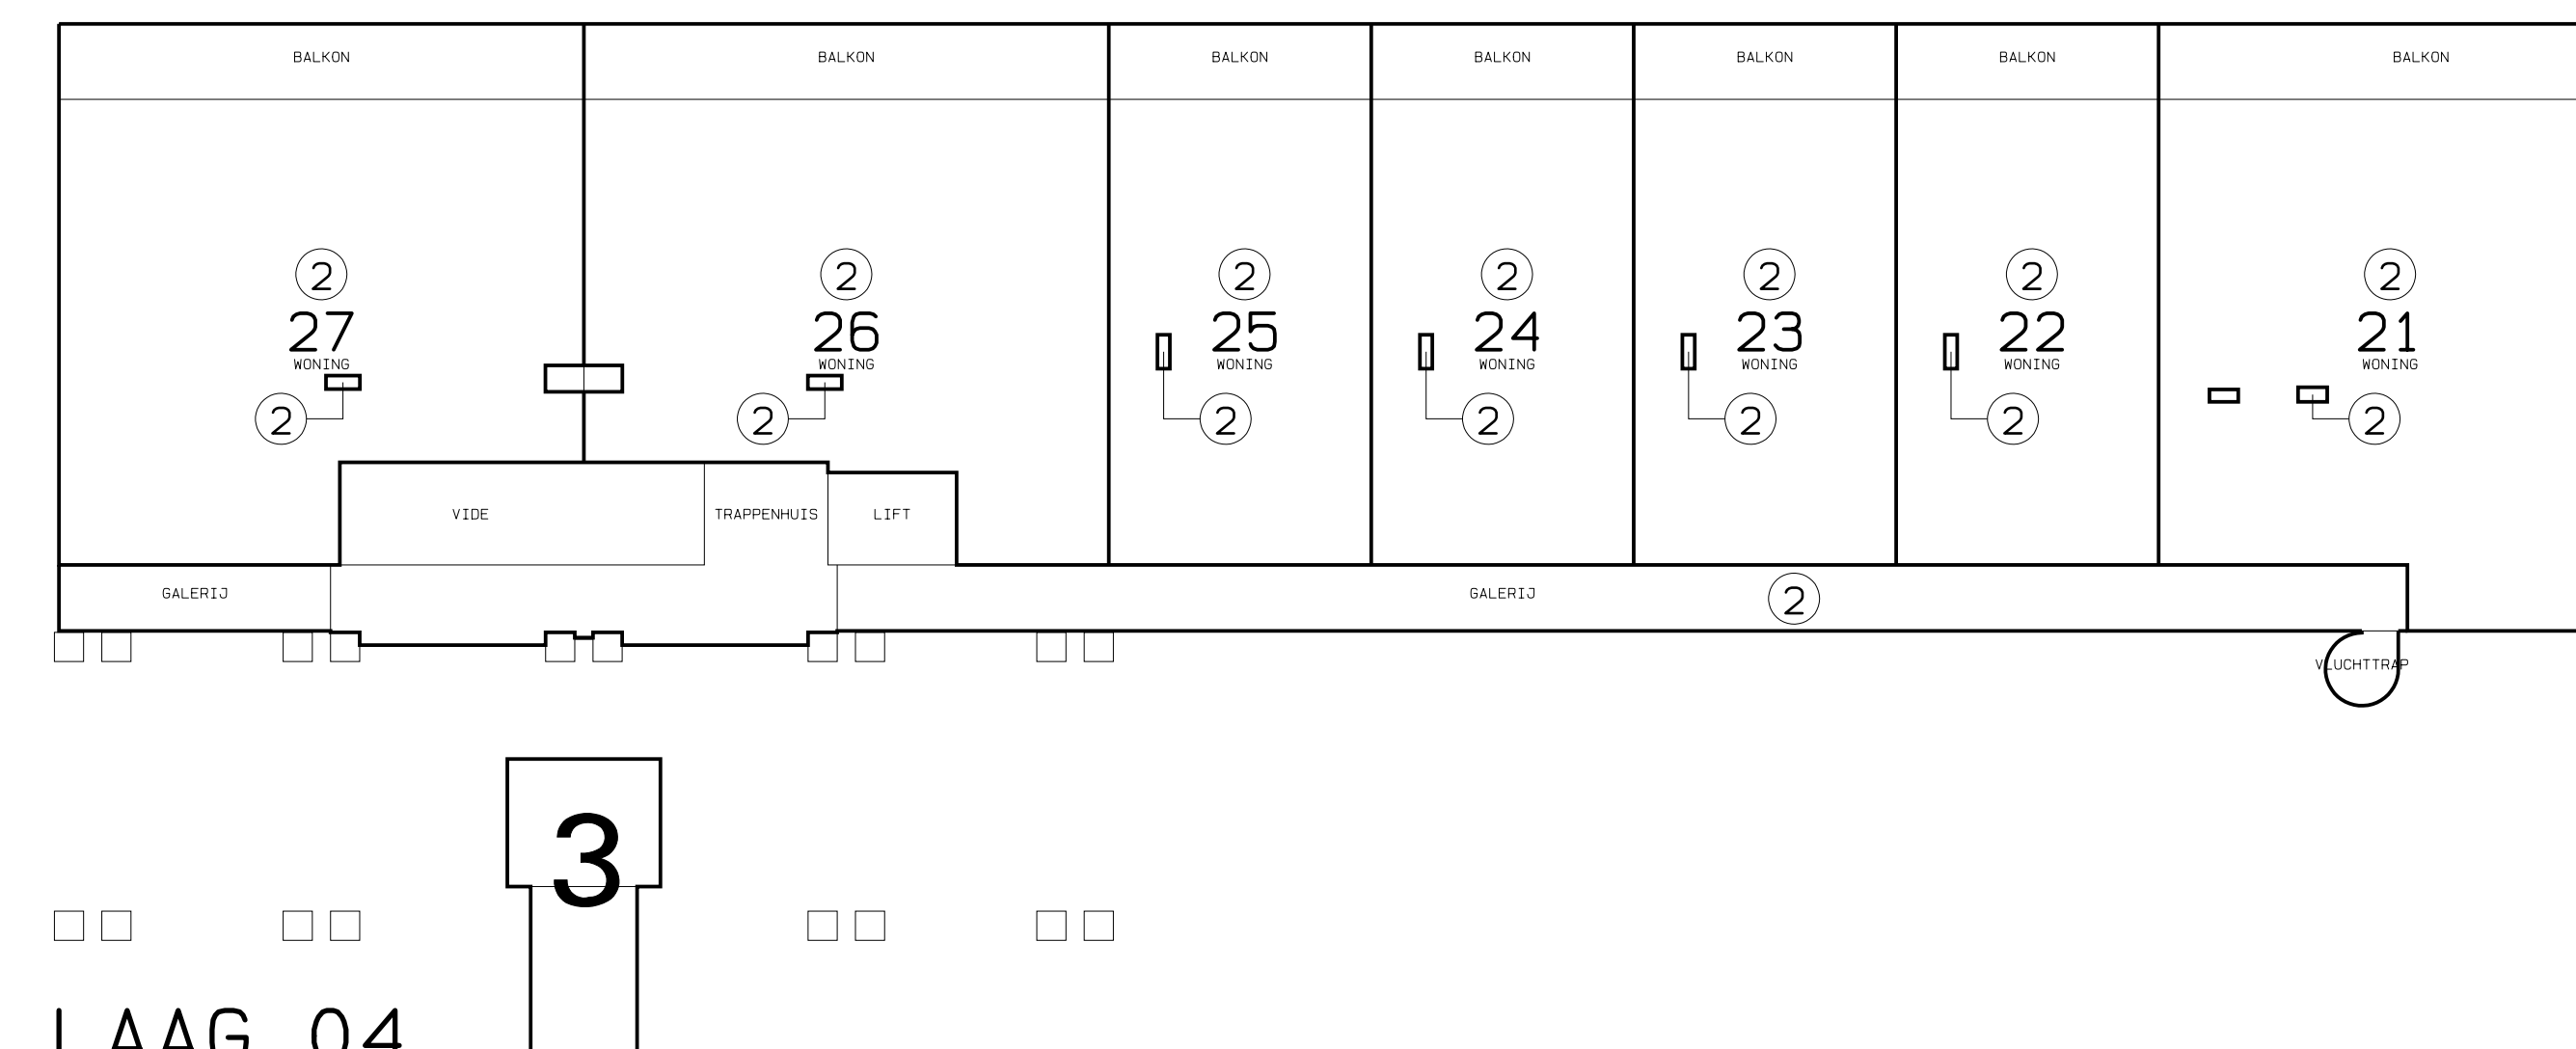 BALKON BALKON BALKON BALKON BALKON BALKON BALKON
2 2 2 2 2 2 2
27 26 25 24 23 22 21
WONING WONING WONING WONING WONING WONING WONING
2 2 2 2 2 2 2
VIDE TRAPPENHUIS LIFT
GALERIJ GALERIJ 2
VLUCHTTRAP
3
LAAG 04